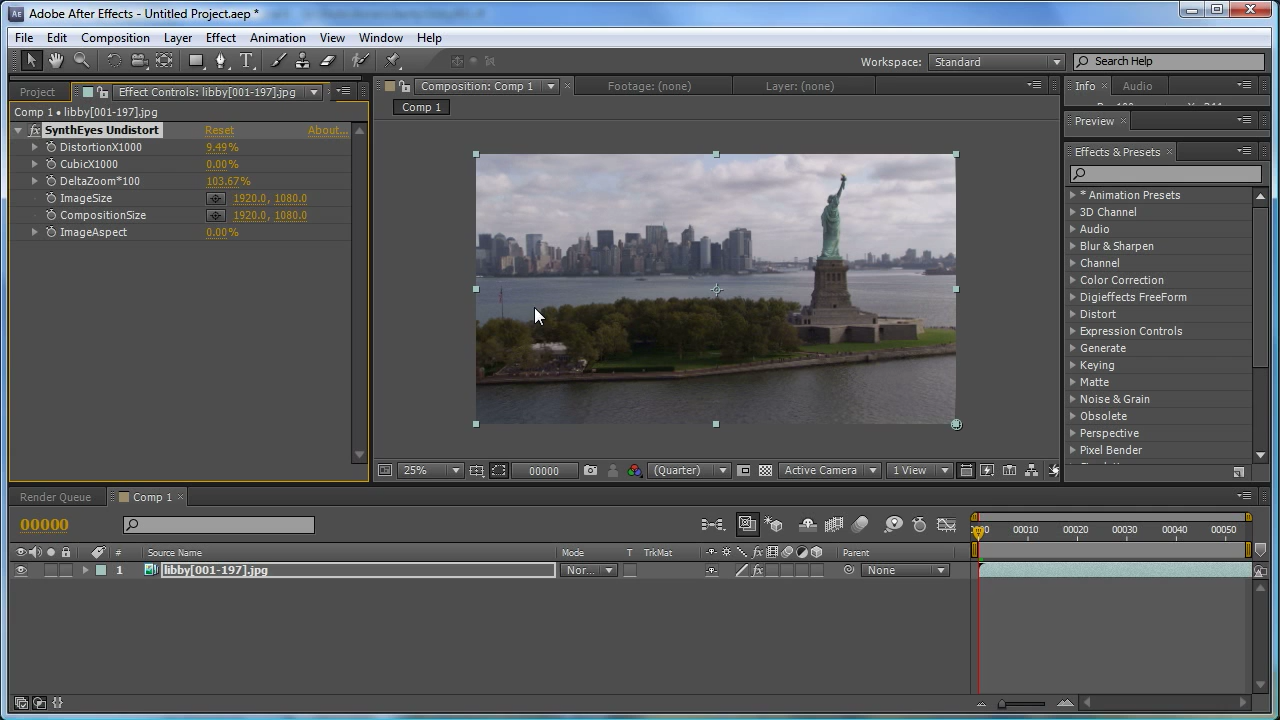 Adobe After Effects - Untitled Project.aep *
File Edit Composition Layer Effect Animation View Window Help
Workspace: Standard Search Help
Project Effect Controls: libby[001-197].jpg
Comp 1 • libby[001-197].jpg
fx SynthEyes Undistort Reset About...
DistortionX1000 9.49%
CubicX1000 0.00%
DeltaZoom*100 103.67%
ImageSize 1920.0, 1080.0
CompositionSize 1920.0, 1080.0
ImageAspect 0.00%
Composition: Comp 1 Footage: (none) Layer: (none)
Comp 1
25% 00000 (Quarter) Active Camera 1 View
Info Audio
Preview
Effects & Presets
* Animation Presets
3D Channel
Audio
Blur & Sharpen
Channel
Color Correction
Digieffects FreeForm
Distort
Expression Controls
Generate
Keying
Matte
Noise & Grain
Obsolete
Perspective
Pixel Bender
Render Queue Comp 1
00000
# Source Name Mode T TrkMat fx Parent
1 libby[001-197].jpg Nor... fx None
00010 00020 00030 00040 00050